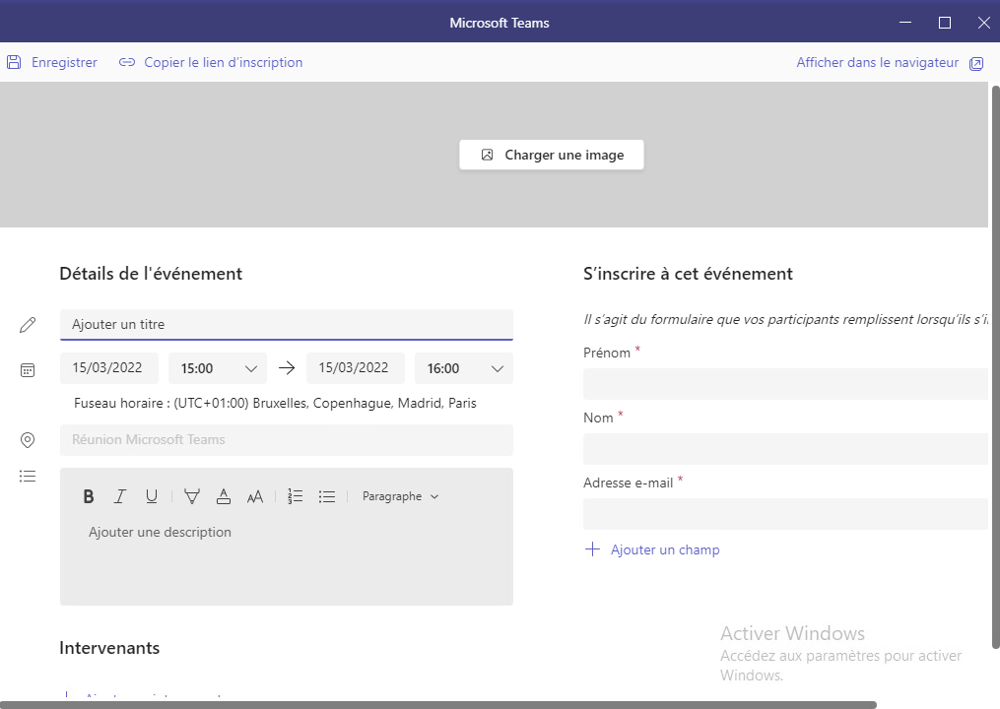 Microsoft Teams
Enregistrer
Copier le lien d’inscription
Afficher dans le navigateur
Charger une image
Détails de l'événement
Ajouter un titre
15/03/2022
15:00
15/03/2022
16:00
Fuseau horaire : (UTC+01:00) Bruxelles, Copenhague, Madrid, Paris
Réunion Microsoft Teams
B I U A AA
Paragraphe
Ajouter une description
Intervenants
S’inscrire à cet événement
Il s’agit du formulaire que vos participants remplissent lorsqu’ils
Prénom *
Nom *
Adresse e-mail *
Ajouter un champ
Activer Windows
Accédez aux paramètres pour activer
Windows.